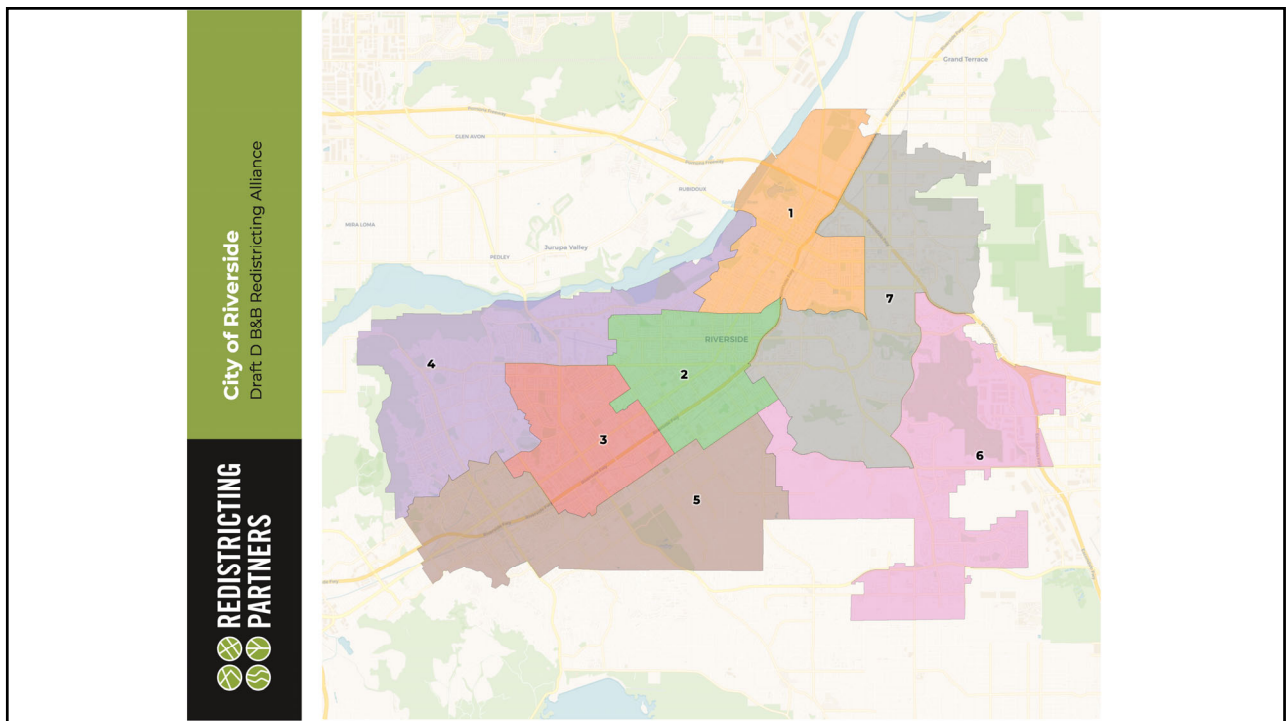 City of Riverside
Draft D B&B Redistricting Alliance
REDISTRICTING
PARTNERS
Grand Terrace
CLEN AVON
RUBIDOUX
MIRA LOMA
Jurupa Valley
PEDLEY
RIVERSIDE
1
2
3
4
5
6
7